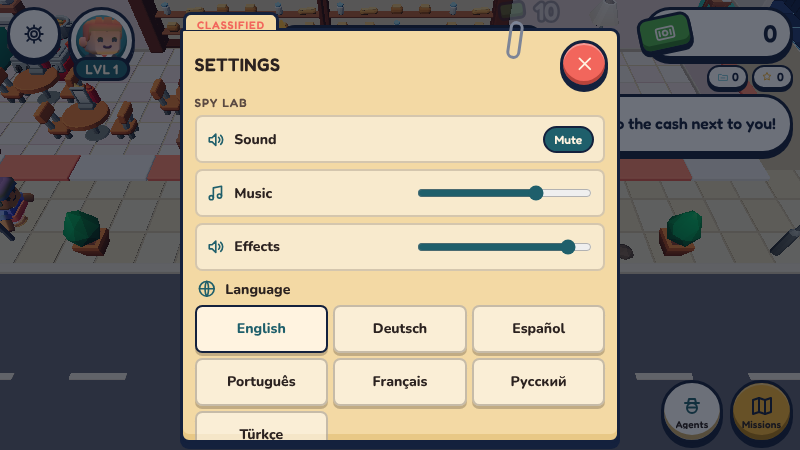 CLASSIFIED
10
SETTINGS
0
LVL 1
0
0
SPY LAB
Sound
Mute
the cash next to you!
Music
Effects
Language
English
Deutsch
Español
Português
Français
Русский
Türkçe
Agents
Missions